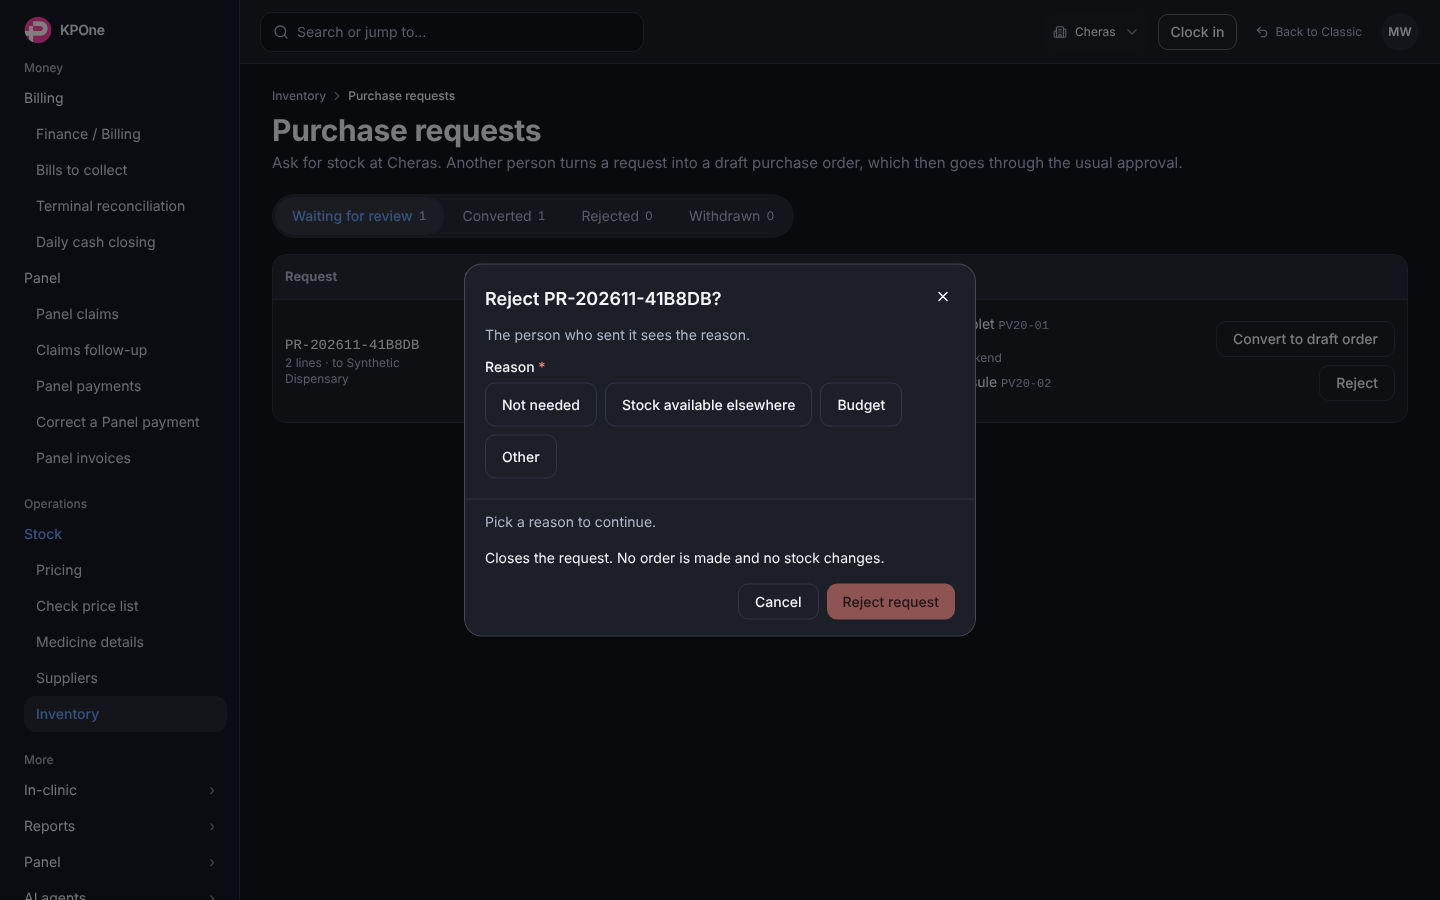 KPOne
Search or jump to...
Cheras
Clock in
Back to Classic
MW
Money
Billing
Finance / Billing
Bills to collect
Terminal reconciliation
Daily cash closing
Panel
Panel claims
Claims follow-up
Panel payments
Correct a Panel payment
Panel invoices
Operations
Stock
Pricing
Check price list
Medicine details
Suppliers
Inventory
More
In-clinic
Reports
Panel
AI agents
Inventory
Purchase requests
Purchase requests
Ask for stock at Cheras. Another person turns a request into a draft purchase order, which then goes through the usual approval.
Waiting for review 1
Converted 1
Rejected 0
Withdrawn 0
Request
PR-202611-41B8DB
2 lines · to Synthetic
Dispensary
PV20-01
PV20-02
Convert to draft order
Reject
Reject PR-202611-41B8DB?
The person who sent it sees the reason.
Reason *
Not needed
Stock available elsewhere
Budget
Other
Pick a reason to continue.
Closes the request. No order is made and no stock changes.
Cancel
Reject request